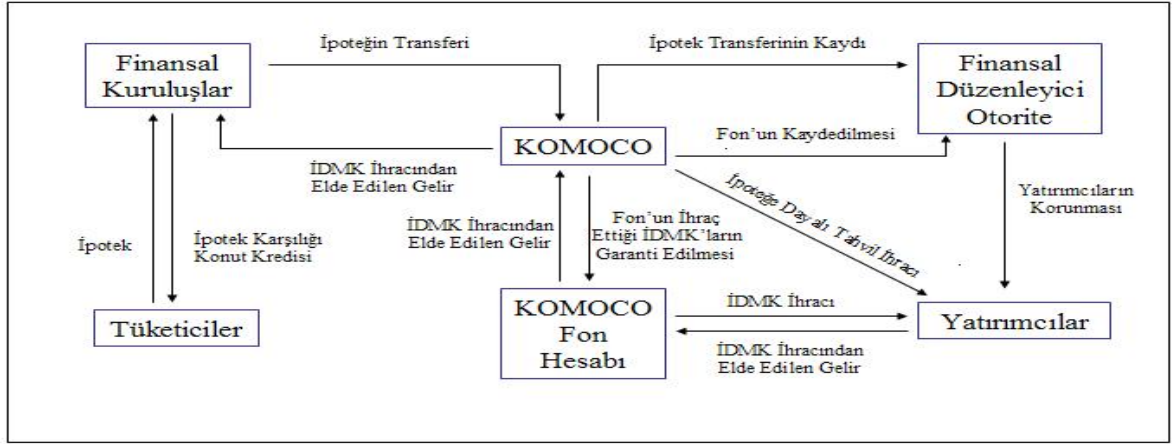 İpoteğin Transferi
İpotek Transferinin Kaydı
Finansal
Kuruluşlar
Finansal
Düzenleyici
Otorite
KOMOCO
Fon'un Kaydedilmesi
İDMK İhracından
Elde Edilen Gelir
İpoteğe Dayalı Tahvil İhracı
Yatırımcıların
Korunması
İpotek
İpotek Karşılığı
Konut Kredisi
İDMK İhracından
Elde Edilen Gelir
Fon'un İhraç
Ettiği İDMK'ların
Garanti Edilmesi
Tüketiciler
KOMOCO
Fon
Hesabı
İDMK İhracı
Yatırımcılar
İDMK İhracından
Elde Edilen Gelir